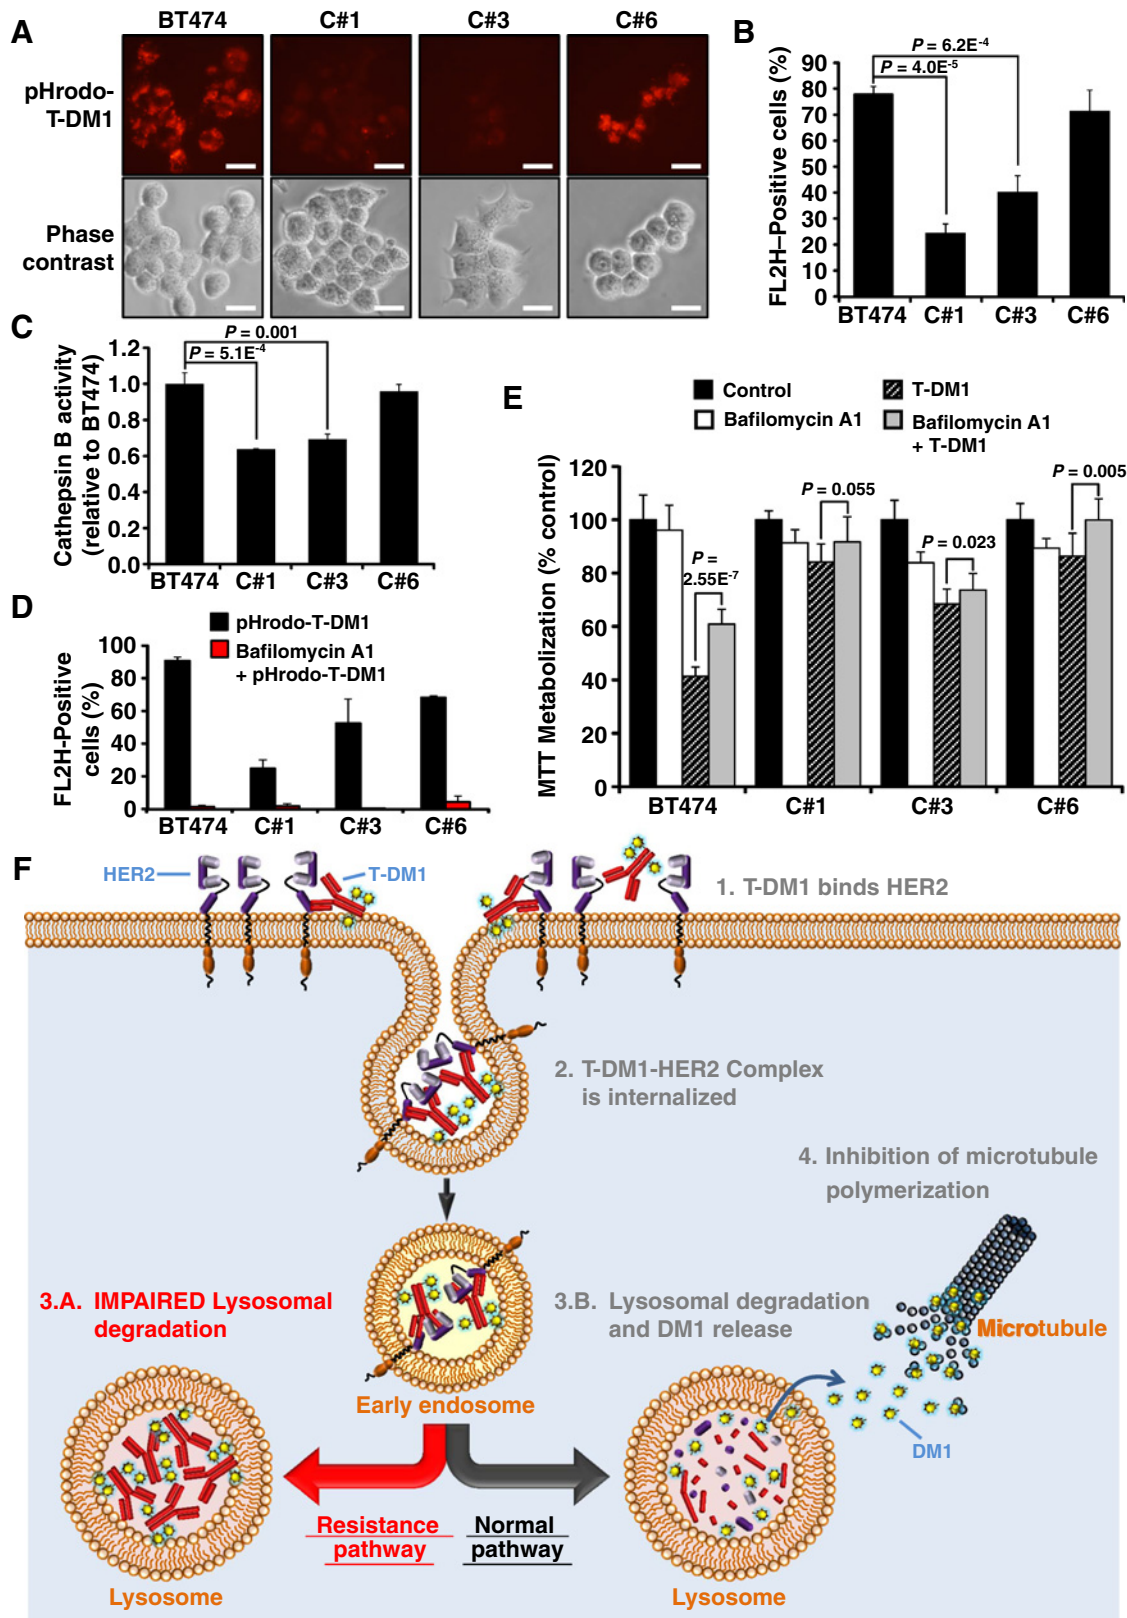 A
BT474
C#1
C#3
C#6
pHrodo-
T-DM1
Phase
contrast
B
P = 6.2E-4
P = 4.0E-5
FL2H–Positive cells (%)
90
80
70
60
50
40
30
20
10
0
BT474
C#1
C#3
C#6
C
P = 0.001
P = 5.1E-4
Cathepsin B activity
(relative to BT474)
1.2
1.0
0.8
0.6
0.4
0.2
0.0
BT474
C#1
C#3
C#6
D
pHrodo-T-DM1
Bafilomycin A1
+ pHrodo-T-DM1
FL2H-Positive
cells (%)
100
80
60
40
20
0
BT474
C#1
C#3
C#6
E
Control
T-DM1
Bafilomycin A1
Bafilomycin A1
+ T-DM1
MTT Metabolization (% control)
120
100
80
60
40
20
0
P =
2.55E-7
P = 0.055
P = 0.023
P = 0.005
BT474
C#1
C#3
C#6
F
HER2
T-DM1
1. T-DM1 binds HER2
2. T-DM1-HER2 Complex
is internalized
4. Inhibition of microtubule
polymerization
3.A. IMPAIRED Lysosomal
degradation
3.B. Lysosomal degradation
and DM1 release
Microtubule
Early endosome
DM1
Resistance
pathway
Normal
pathway
Lysosome
Lysosome